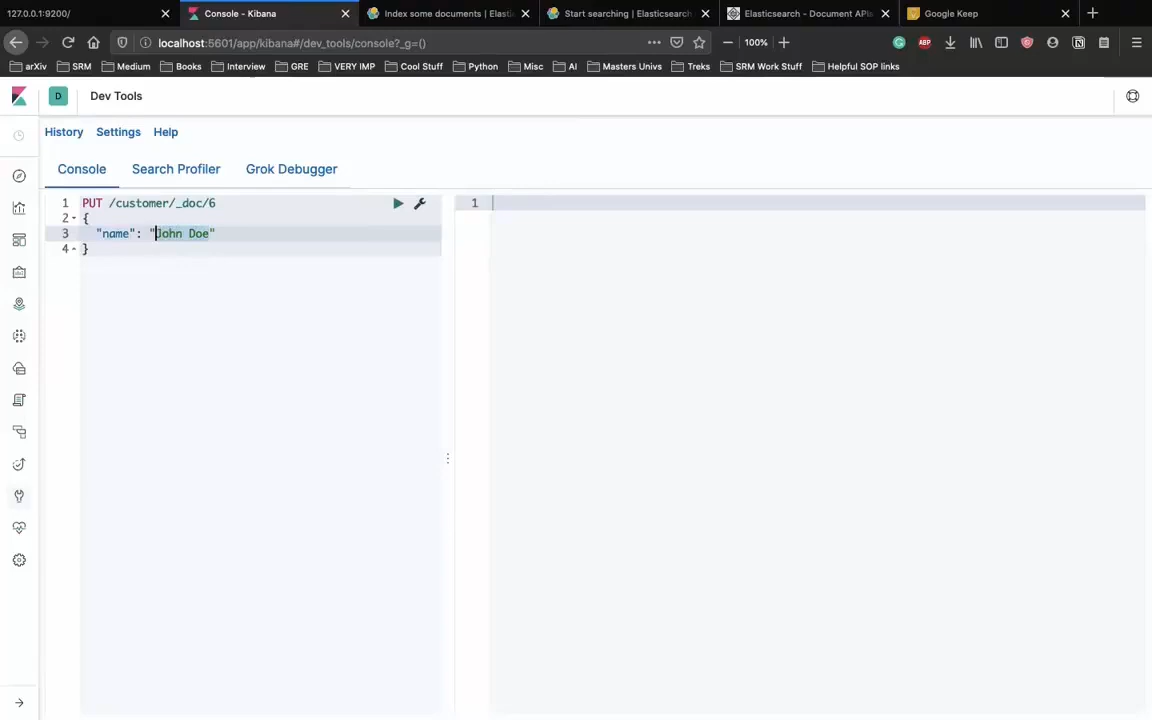 127.0.0.1:9200/
Console - Kibana
Index some documents | Elastic
Start searching | Elasticsearch
Elasticsearch - Document APIs
Google Keep
localhost:5601/app/kibana#/dev_tools/console?_g=()
100%
ABP
arXiv
SRM
Medium
Books
Interview
GRE
VERY IMP
Cool Stuff
Python
Misc
AI
Masters Univs
Treks
SRM Work Stuff
Helpful SOP links
D
Dev Tools
History
Settings
Help
Console
Search Profiler
Grok Debugger
1 PUT /customer/_doc/6
2 {
3 "name": "John Doe"
4 }
1